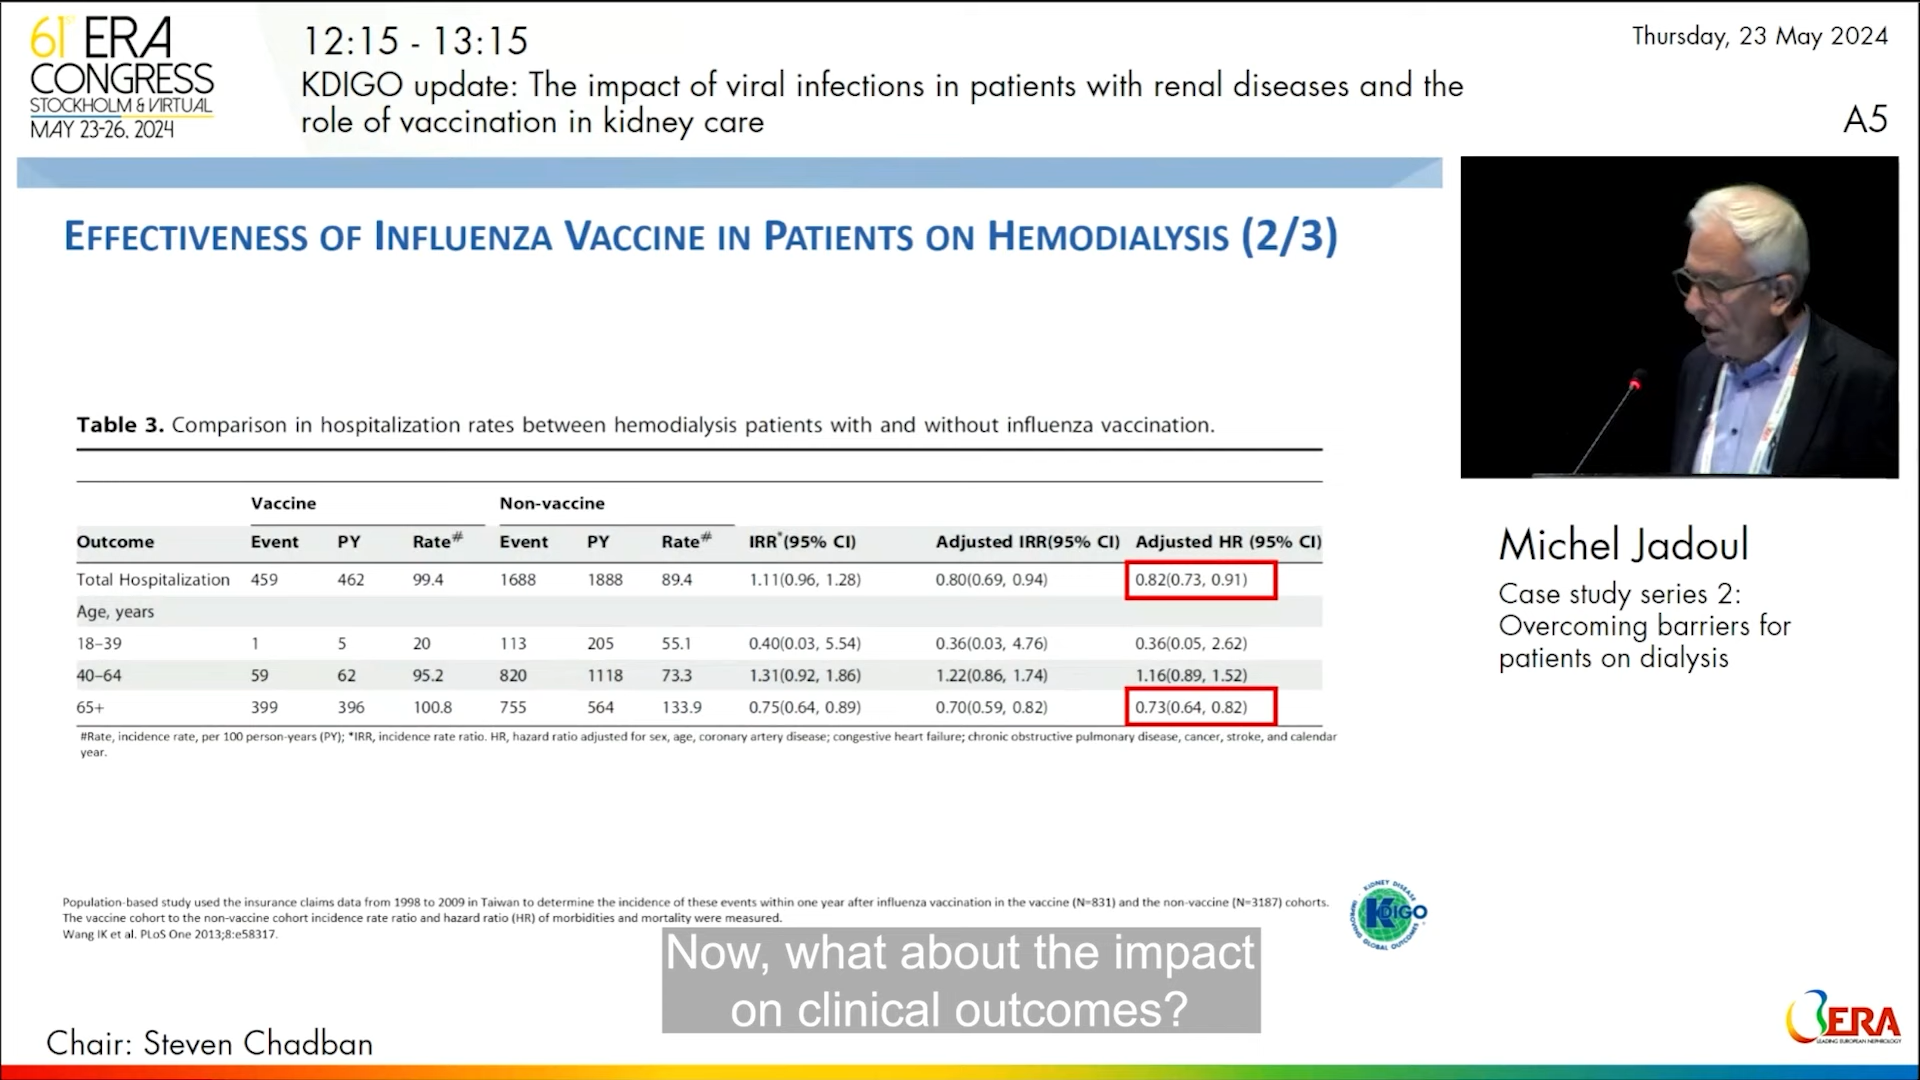 61ST ERA
CONGRESS
STOCKHOLM & VIRTUAL
MAY 23-26, 2024
12:15 - 13:15
KDIGO update: The impact of viral infections in patients with renal diseases and the
role of vaccination in kidney care
Thursday, 23 May 2024
A5
EFFECTIVENESS OF INFLUENZA VACCINE IN PATIENTS ON HEMODIALYSIS (2/3)
Table 3. Comparison in hospitalization rates between hemodialysis patients with and without influenza vaccination.
Vaccine Non-vaccine
Outcome Event PY Rate# Event PY Rate# IRR*(95% CI) Adjusted IRR(95% CI) Adjusted HR (95% CI)
Total Hospitalization 459 462 99.4 1688 1888 89.4 1.11(0.96, 1.28) 0.80(0.69, 0.94) 0.82(0.73, 0.91)
Age, years
18–39 1 5 20 113 205 55.1 0.40(0.03, 5.54) 0.36(0.03, 4.76) 0.36(0.05, 2.62)
40–64 59 62 95.2 820 1118 73.3 1.31(0.92, 1.86) 1.22(0.86, 1.74) 1.16(0.89, 1.52)
65+ 399 396 100.8 755 564 133.9 0.75(0.64, 0.89) 0.70(0.59, 0.82) 0.73(0.64, 0.82)
#Rate, incidence rate, per 100 person-years (PY); *IRR, incidence rate ratio. HR, hazard ratio adjusted for sex, age, coronary artery disease; congestive heart failure; chronic obstructive pulmonary disease, cancer, stroke, and calendar
year.
Population-based study used the insurance claims data from 1998 to 2009 in Taiwan to determine the incidence of these events within one year after influenza vaccination in the vaccine (N=831) and the non-vaccine (N=3187) cohorts.
The vaccine cohort to the non-vaccine cohort incidence rate ratio and hazard ratio (HR) of morbidities and mortality were measured.
Wang IK et al. PLoS One 2013;8:e58317.
KIDNEY DISEASE
KDIGO
IMPROVING GLOBAL OUTCOMES
Michel Jadoul
Case study series 2:
Overcoming barriers for
patients on dialysis
Now, what about the impact
on clinical outcomes?
Chair: Steven Chadban
ERA
LEADING EUROPEAN NEPHROLOGY